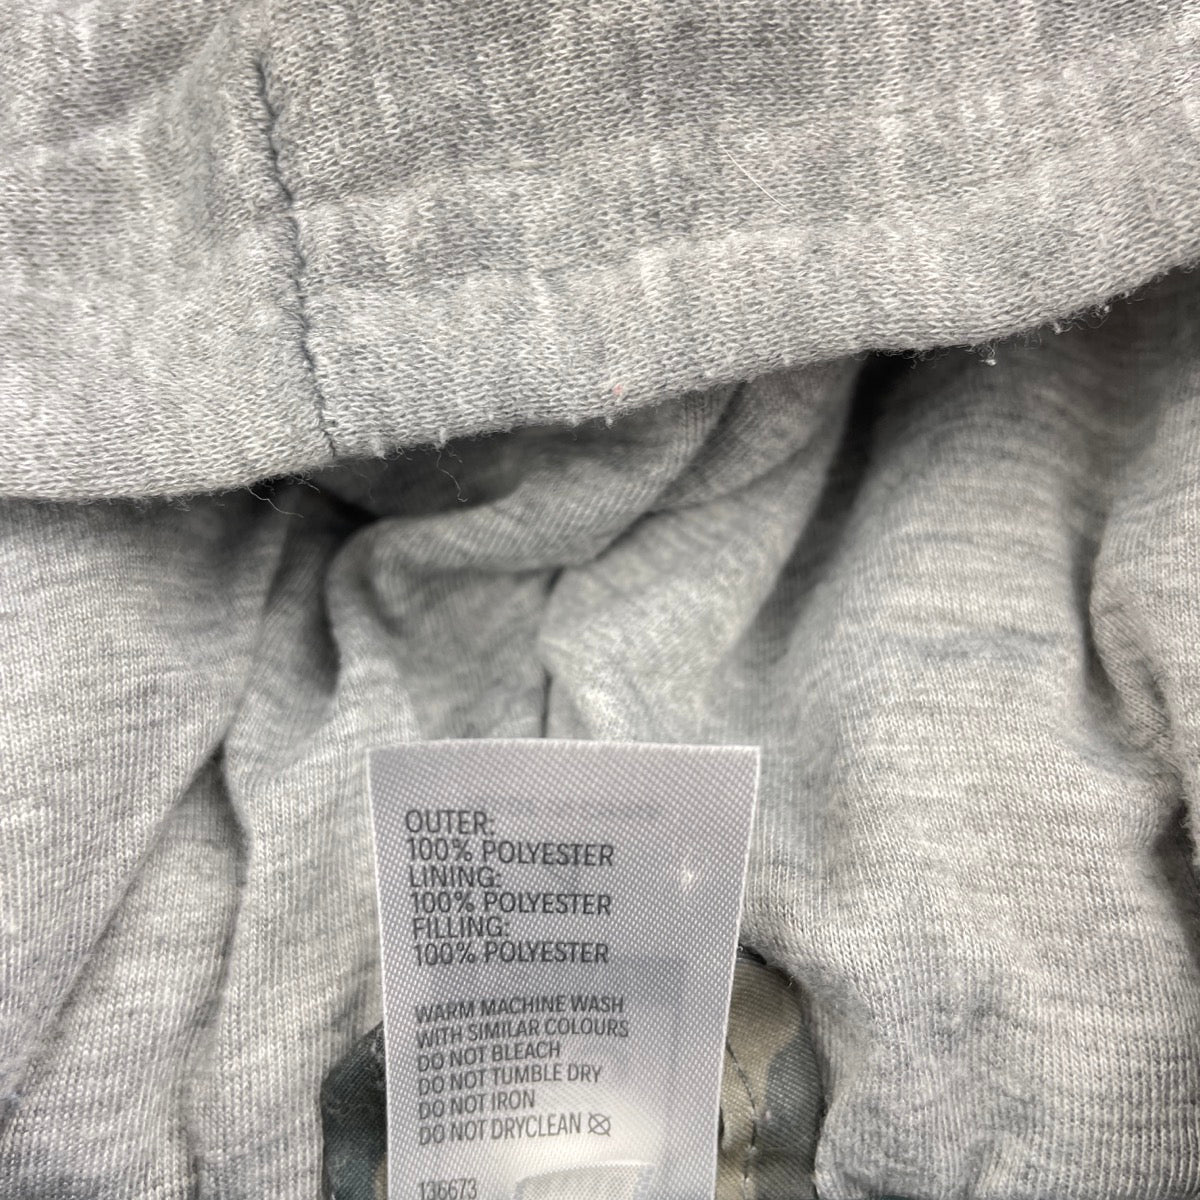 OUTER:
100% POLYESTER
LINING:
100% POLYESTER
FILLING:
100% POLYESTER
WARM MACHINE WASH
WITH SIMILAR COLOURS
DO NOT BLEACH
DO NOT TUMBLE DRY
DO NOT IRON
DO NOT DRYCLEAN
136673